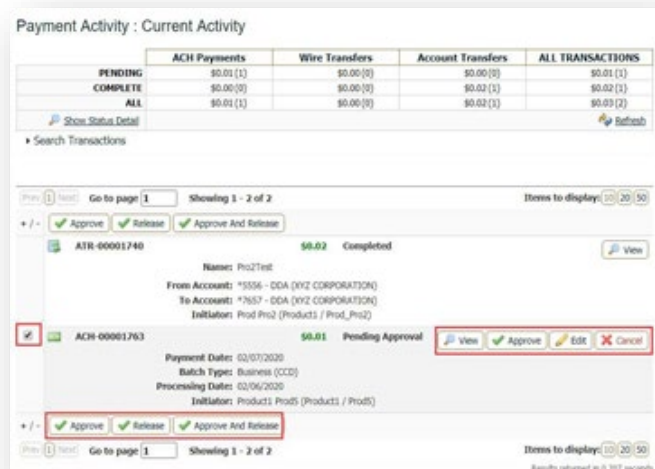 Payment Activity : Current Activity
ACH Payments Wire Transfers Account Transfers ALL TRANSACTIONS
PENDING $0.01 (1) $0.00 (0) $0.00 (0) $0.01 (1)
COMPLETE $0.00 (0) $0.00 (0) $0.02 (1) $0.02 (1)
ALL $0.01 (1) $0.00 (0) $0.02 (1) $0.03 (2)
Show Status Detail Refresh
Search Transactions
Prev 1 Next Go to page 1 Showing 1 - 2 of 2 Items to display: 10 20 50
+ / - Approve Release Approve And Release
ATR-00001740 $0.02 Completed View
Name: Pro2Test
From Account: *5556 - DDA (XYZ CORPORATION)
To Account: *7657 - DDA (XYZ CORPORATION)
Initiator: Prod Pro2 (Product1 / Prod_Pro2)
ACH-00001763 $0.01 Pending Approval View Approve Edit Cancel
Payment Date: 02/07/2020
Batch Type: Business (CCD)
Processing Date: 02/06/2020
Initiator: Product1 Prod5 (Product1 / Prod5)
+ / - Approve Release Approve And Release
Prev 1 Next Go to page 1 Showing 1 - 2 of 2 Items to display: 10 20 50
Results returned in seconds